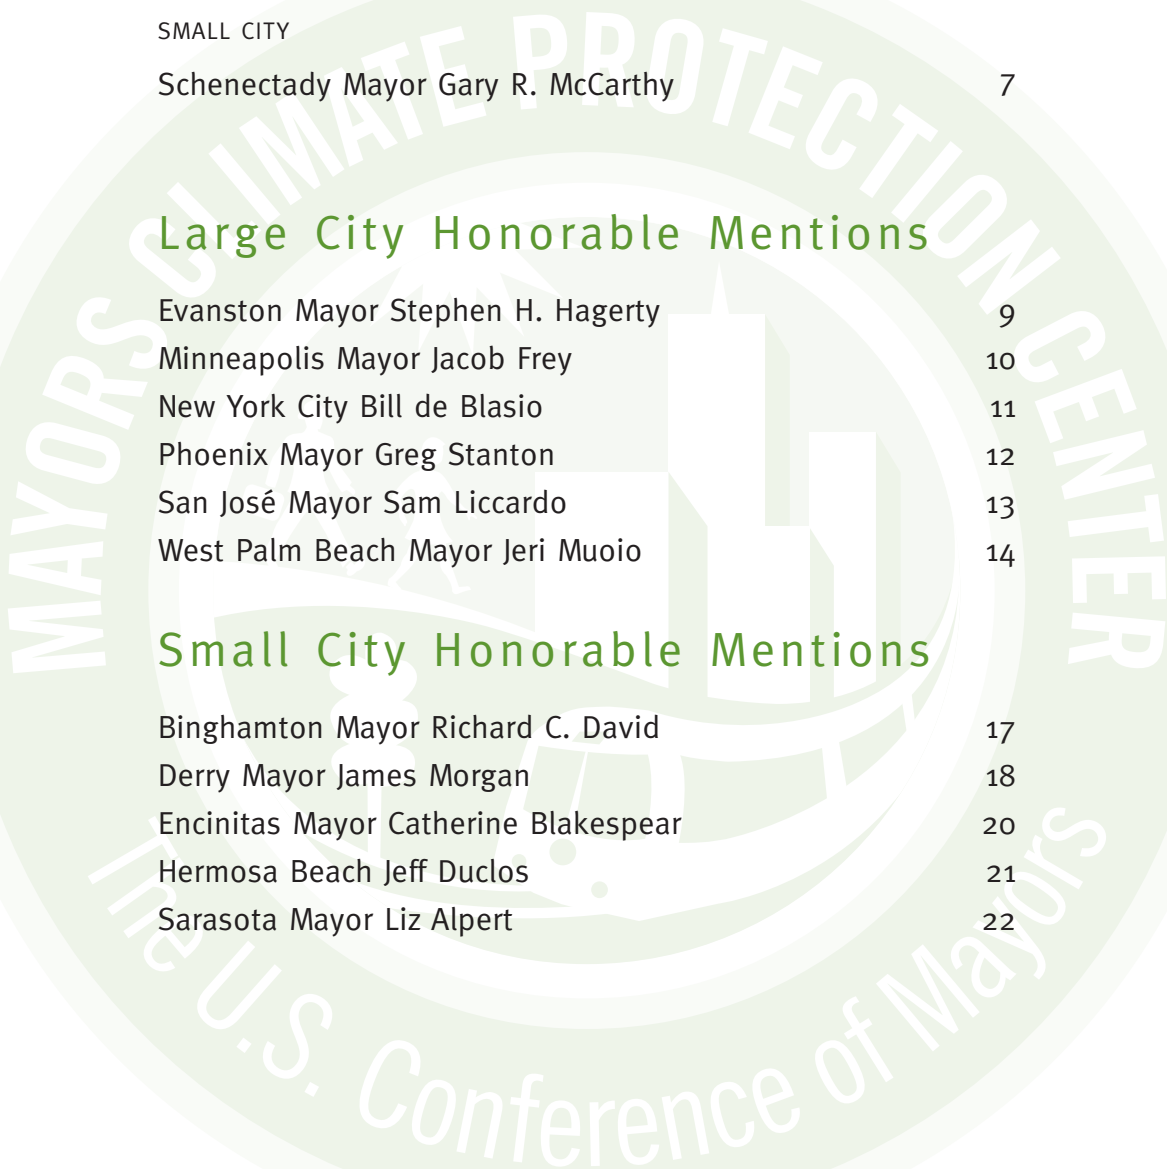 SMALL CITY
Schenectady Mayor Gary R. McCarthy 7
Large City Honorable Mentions
Evanston Mayor Stephen H. Hagerty 9
Minneapolis Mayor Jacob Frey 10
New York City Bill de Blasio 11
Phoenix Mayor Greg Stanton 12
San José Mayor Sam Liccardo 13
West Palm Beach Mayor Jeri Muoio 14
Small City Honorable Mentions
Binghamton Mayor Richard C. David 17
Derry Mayor James Morgan 18
Encinitas Mayor Catherine Blakespear 20
Hermosa Beach Jeff Duclos 21
Sarasota Mayor Liz Alpert 22
MAYORS CLIMATE PROTECTION CENTER
The U.S. Conference of Mayors